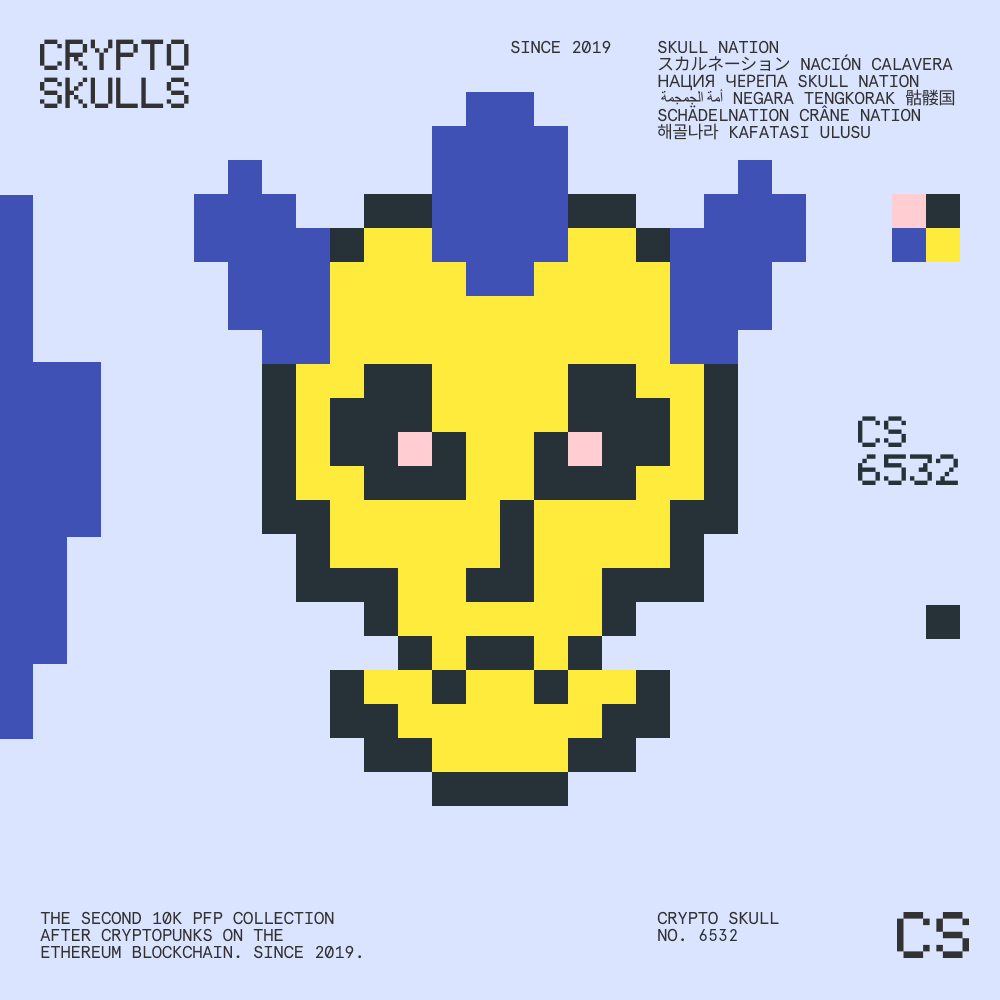 CRYPTO
SKULLS
SINCE 2019
SKULL NATION
スカルネーション NACIÓN CALAVERA
НАЦИЯ ЧЕРЕПА SKULL NATION
أمة الجمجمة NEGARA TENGKORAK 骷髅国
SCHÄDELNATION CRÂNE NATION
해골나라 KAFATASI ULUSU
CS
6532
THE SECOND 10K PFP COLLECTION
AFTER CRYPTOPUNKS ON THE
ETHEREUM BLOCKCHAIN. SINCE 2019.
CRYPTO SKULL
NO. 6532
CS